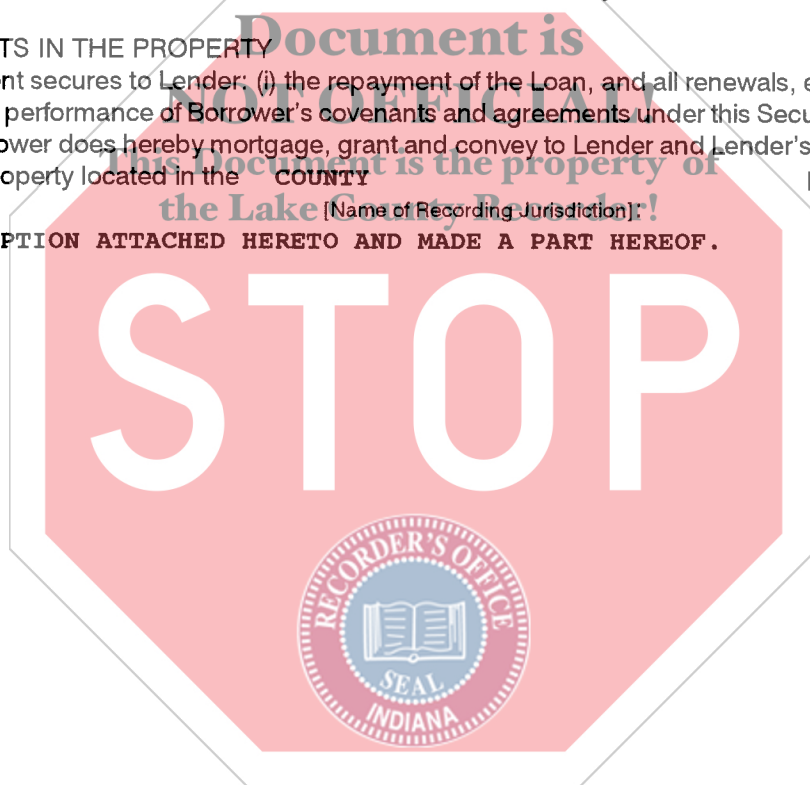 Document is
TS IN THE PROPERTY
nt secures to Lender: (i) the repayment of the Loan, and all renewals, e
NOT OFFICIAL!
performance of Borrower's covenants and agreements under this Secu
ower does hereby mortgage, grant and convey to Lender and Lender's
This Document is the property of
operty located in the COUNTY
the Lake County Recorder!
[Name of Recording Jurisdiction]:
PTION ATTACHED HERETO AND MADE A PART HEREOF.
STOP
RECORDER'S OFFICE
SEAL
INDIANA